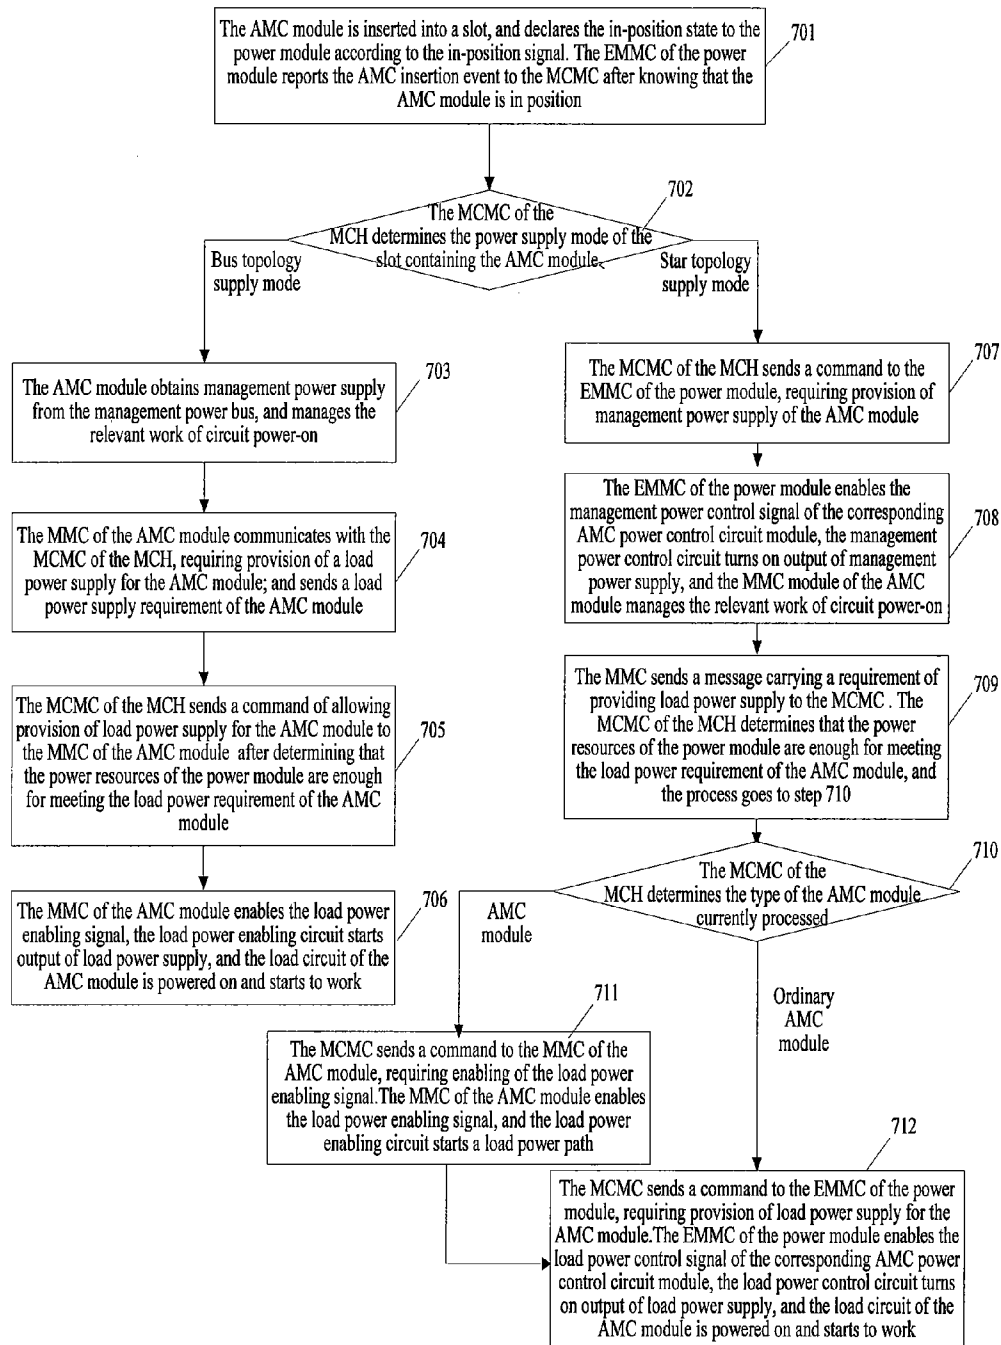 The AMC module is inserted into a slot, and declares the in-position state to the
power module according to the in-position signal. The EMMC of the power
module reports the AMC insertion event to the MCMC after knowing that the
AMC module is in position
701
702
The MCMC of the
MCH determines the power supply mode of the
slot containing the AMC module
Bus topology
supply mode
Star topology
supply mode
703
The AMC module obtains management power supply
from the management power bus, and manages the
relevant work of circuit power-on
704
The MMC of the AMC module communicates with the
MCMC of the MCH, requiring provision of a load
power supply for the AMC module; and sends a load
power supply requirement of the AMC module
705
The MCMC of the MCH sends a command of allowing
provision of load power supply for the AMC module to
the MMC of the AMC module after determining that
the power resources of the power module are enough
for meeting the load power requirement of the AMC
module
706
The MMC of the AMC module enables the load power
enabling signal, the load power enabling circuit starts
output of load power supply, and the load circuit of the
AMC module is powered on and starts to work
707
The MCMC of the MCH sends a command to the
EMMC of the power module, requiring provision of
management power supply of the AMC module
708
The EMMC of the power module enables the
management power control signal of the corresponding
AMC power control circuit module, the management
power control circuit turns on output of management
power supply, and the MMC module of the AMC
module manages the relevant work of circuit power-on
709
The MMC sends a message carrying a requirement of
providing load power supply to the MCMC . The
MCMC of the MCH determines that the power
resources of the power module are enough for meeting
the load power requirement of the AMC module, and
the process goes to step 710
710
The MCMC of the
MCH determines the type of the AMC module
currently processed
AMC
module
Ordinary
AMC
module
711
The MCMC sends a command to the MMC of the
AMC module, requiring enabling of the load power
enabling signal.The MMC of the AMC module enables
the load power enabling signal, and the load power
enabling circuit starts a load power path
712
The MCMC sends a command to the EMMC of the power
module, requiring provision of load power supply for the
AMC module.The EMMC of the power module enables the
load power control signal of the corresponding AMC power
control circuit module, the load power control circuit turns
on output of load power supply, and the load circuit of the
AMC module is powered on and starts to work